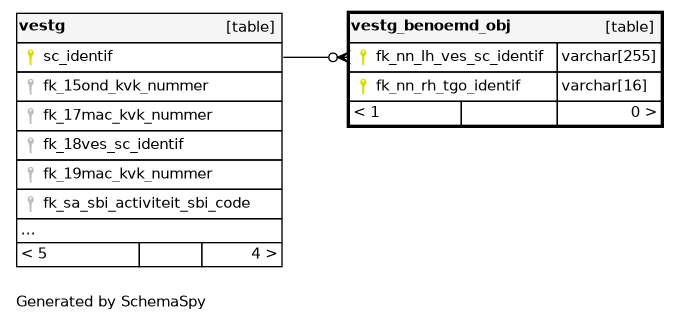 vestg [table]
sc_identif
fk_15ond_kvk_nummer
fk_17mac_kvk_nummer
fk_18ves_sc_identif
fk_19mac_kvk_nummer
fk_sa_sbi_activiteit_sbi_code
...
< 5 4 >
vestg_benoemd_obj [table]
fk_nn_lh_ves_sc_identif varchar[255]
fk_nn_rh_tgo_identif varchar[16]
< 1 0 >
Generated by SchemaSpy